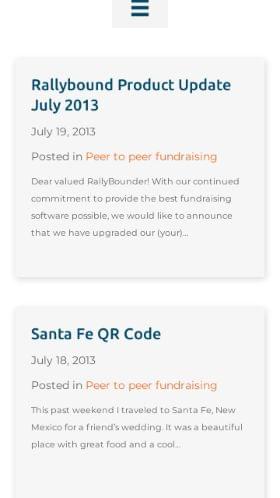 Rallybound Product Update
July 2013
July 19, 2013
Posted in Peer to peer fundraising
Dear valued RallyBounder! With our continued
commitment to provide the best fundraising
software possible, we would like to announce
that we have upgraded our (your)...
Santa Fe QR Code
July 18, 2013
Posted in Peer to peer fundraising
This past weekend I traveled to Santa Fe, New
Mexico for a friend's wedding. It was a beautiful
place with great food and a cool...